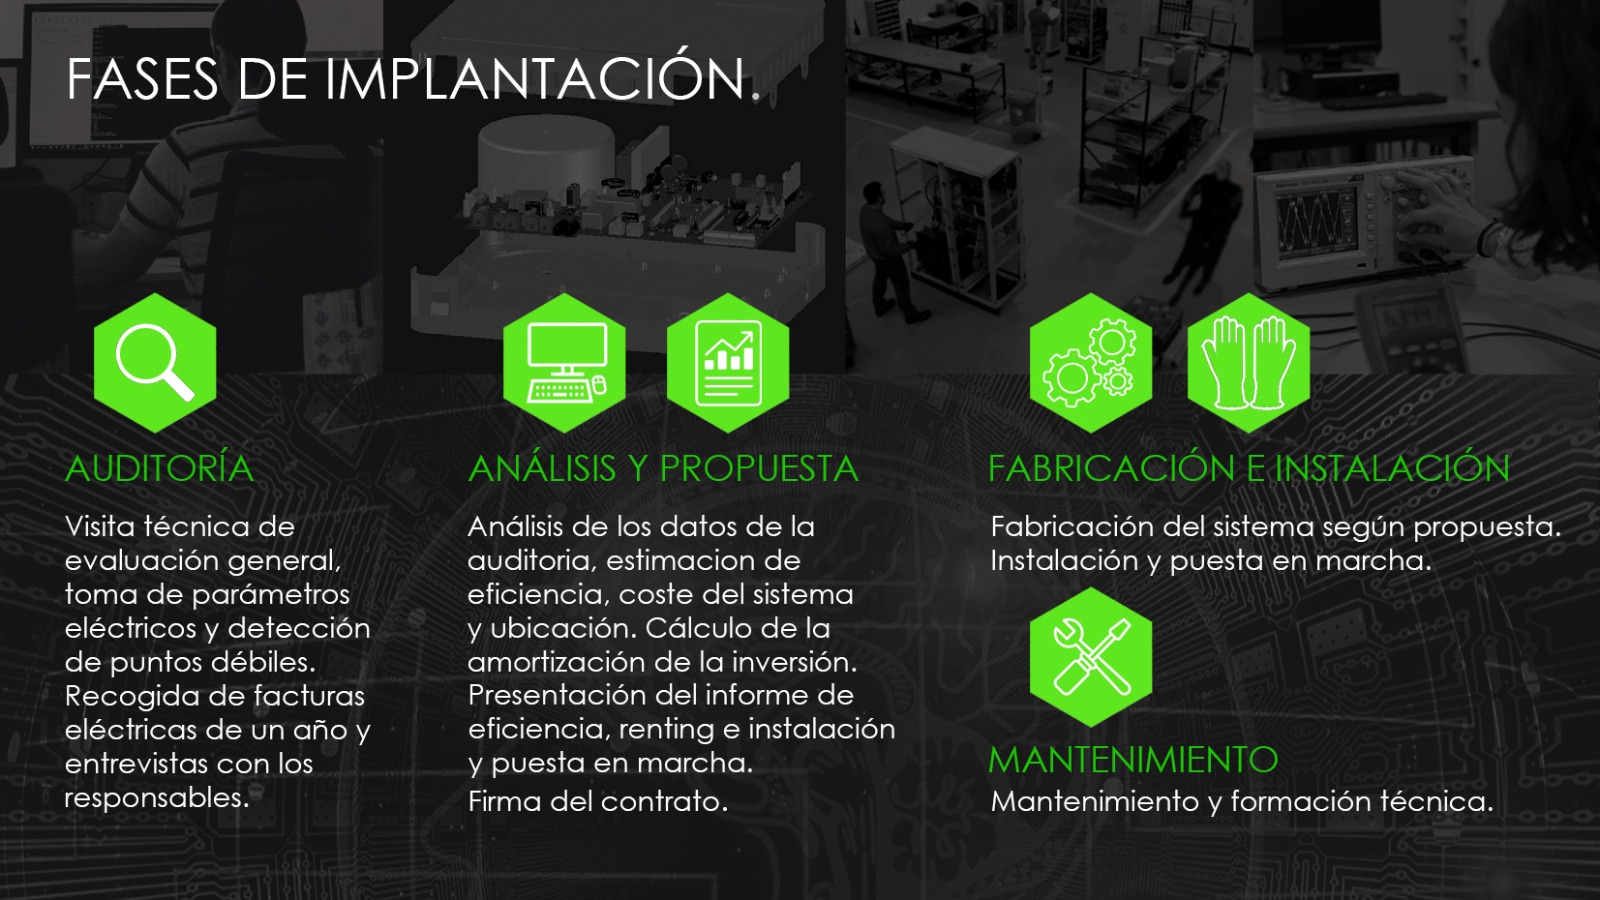 FASES DE IMPLANTACIÓN.
AUDITORÍA
Visita técnica de
evaluación general,
toma de parámetros
eléctricos y detección
de puntos débiles.
Recogida de facturas
eléctricas de un año y
entrevistas con los
responsables.
ANÁLISIS Y PROPUESTA
Análisis de los datos de la
auditoria, estimacion de
eficiencia, coste del sistema
y ubicación. Cálculo de la
amortización de la inversión.
Presentación del informe de
eficiencia, renting e instalación
y puesta en marcha.
Firma del contrato.
FABRICACIÓN E INSTALACIÓN
Fabricación del sistema según propuesta.
Instalación y puesta en marcha.
MANTENIMIENTO
Mantenimiento y formación técnica.